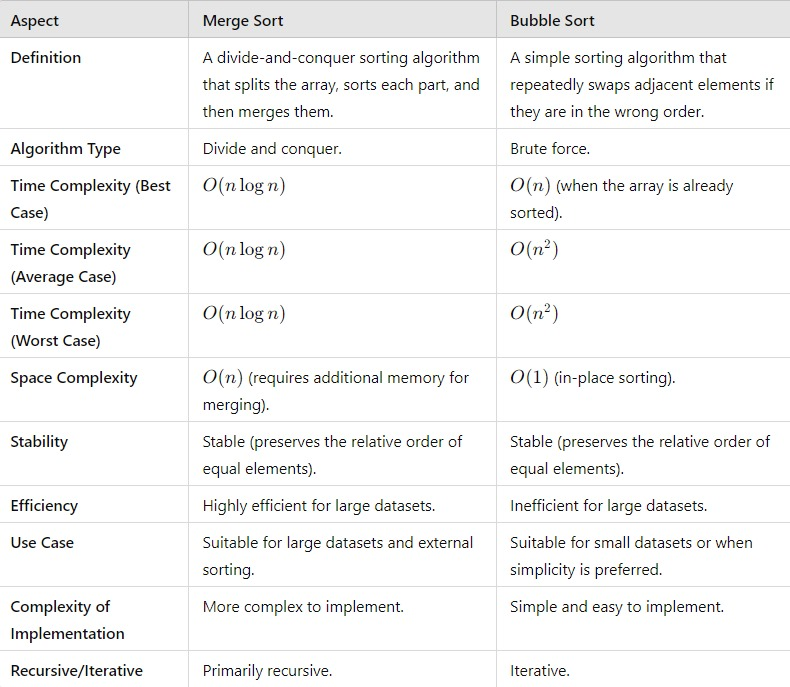 Aspect Merge Sort Bubble Sort
Definition A divide-and-conquer sorting algorithm A simple sorting algorithm that
that splits the array, sorts each part, and repeatedly swaps adjacent elements if
then merges them. they are in the wrong order.
Algorithm Type Divide and conquer. Brute force.
Time Complexity (Best O(n log n) O(n) (when the array is already
Case) sorted).
Time Complexity O(n log n) O(n²)
(Average Case)
Time Complexity O(n log n) O(n²)
(Worst Case)
Space Complexity O(n) (requires additional memory for O(1) (in-place sorting).
merging).
Stability Stable (preserves the relative order of Stable (preserves the relative order of
equal elements). equal elements).
Efficiency Highly efficient for large datasets. Inefficient for large datasets.
Use Case Suitable for large datasets and external Suitable for small datasets or when
sorting. simplicity is preferred.
Complexity of More complex to implement. Simple and easy to implement.
Implementation
Recursive/Iterative Primarily recursive. Iterative.